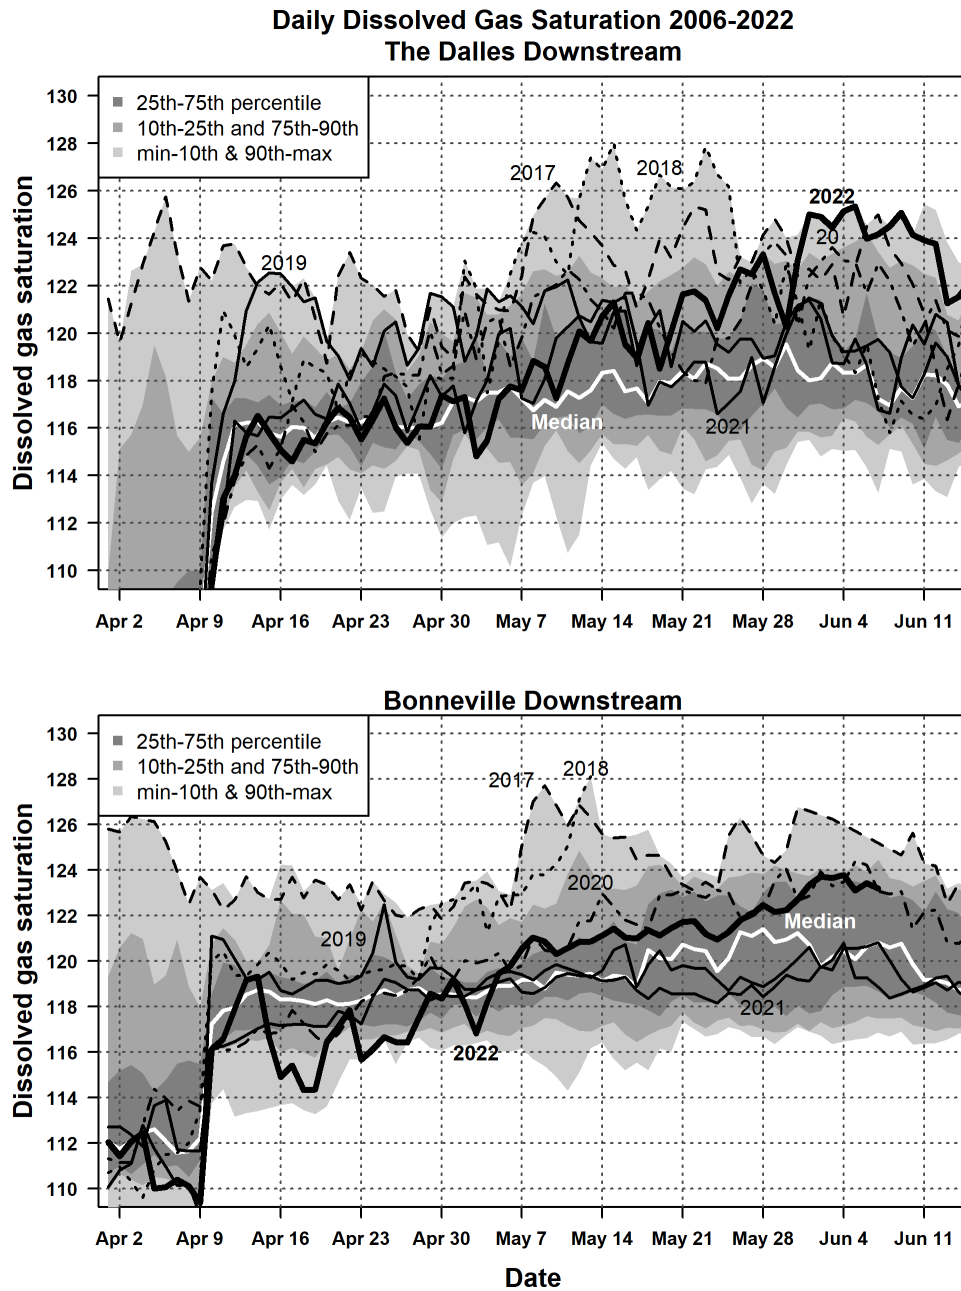 Daily Dissolved Gas Saturation 2006-2022
The Dalles Downstream
Dissolved gas saturation
130
128
126
124
122
120
118
116
114
112
110
25th-75th percentile
10th-25th and 75th-90th
min-10th & 90th-max
2017
2018
2022
20
2019
Median
2021
Apr 2 Apr 9 Apr 16 Apr 23 Apr 30 May 7 May 14 May 21 May 28 Jun 4 Jun 11
Bonneville Downstream
Dissolved gas saturation
130
128
126
124
122
120
118
116
114
112
110
25th-75th percentile
10th-25th and 75th-90th
min-10th & 90th-max
2017
2018
2020
2019
Median
2021
2022
Apr 2 Apr 9 Apr 16 Apr 23 Apr 30 May 7 May 14 May 21 May 28 Jun 4 Jun 11
Date